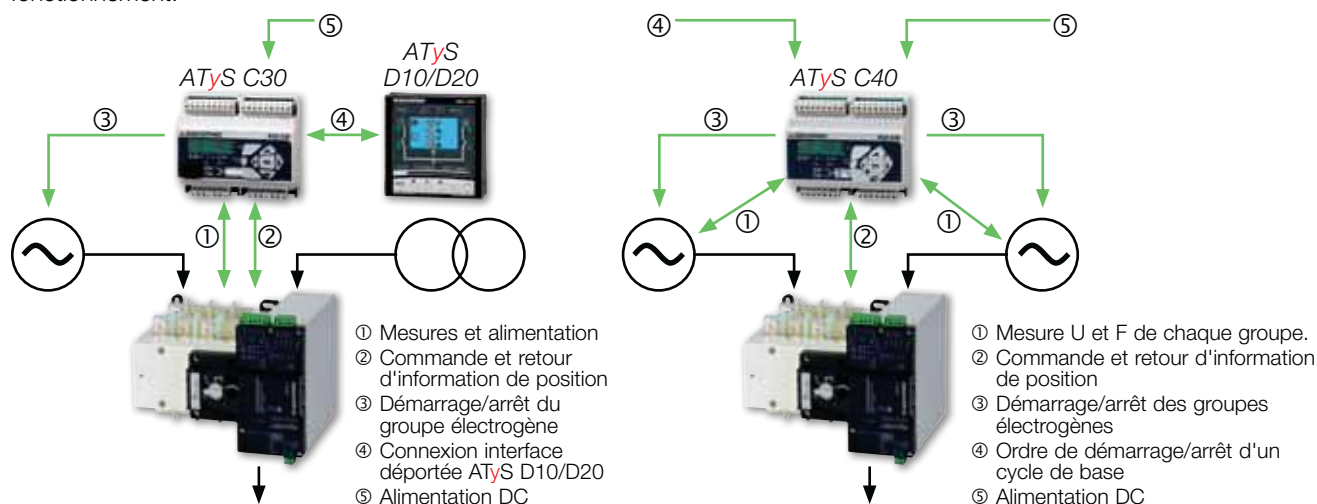 fonctionnement.
⑤
④
⑤
ATyS
D10/D20
ATyS C30
ATyS C40
③
④
③
③
①
②
①
②
①
① Mesures et alimentation
② Commande et retour
d'information de position
③ Démarrage/arrêt du
groupe électrogène
④ Connexion interface
déportée ATyS D10/D20
⑤ Alimentation DC
① Mesure U et F de chaque groupe.
② Commande et retour d'information
de position
③ Démarrage/arrêt des groupes
électrogènes
④ Ordre de démarrage/arrêt d'un
cycle de base
⑤ Alimentation DC